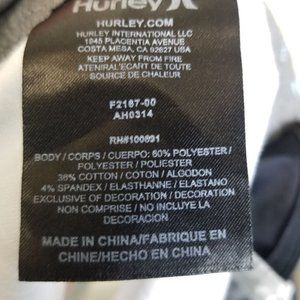 Hurley
HURLEY.COM
HURLEY INTERNATIONAL LLC
1945 PLACENTIA AVENUE
COSTA MESA, CA 92627 USA
KEEP AWAY FROM FIRE
TENIR A L'ECART DE TOUTE
SOURCE DE CHALEUR
F2167-00
AH0314
RN#100691
BODY / CORPS / CUERPO: 60% POLYESTER /
POLYESTER / POLIESTER
36% COTTON / COTON / ALGODON
4% SPANDEX / ELASTHANNE / ELASTANO
EXCLUSIVE OF DECORATION / DECORATION
NON COMPRISE / NO INCLUYE LA
DECORACION
MADE IN CHINA/FABRIQUE EN
CHINE/HECHO EN CHINA